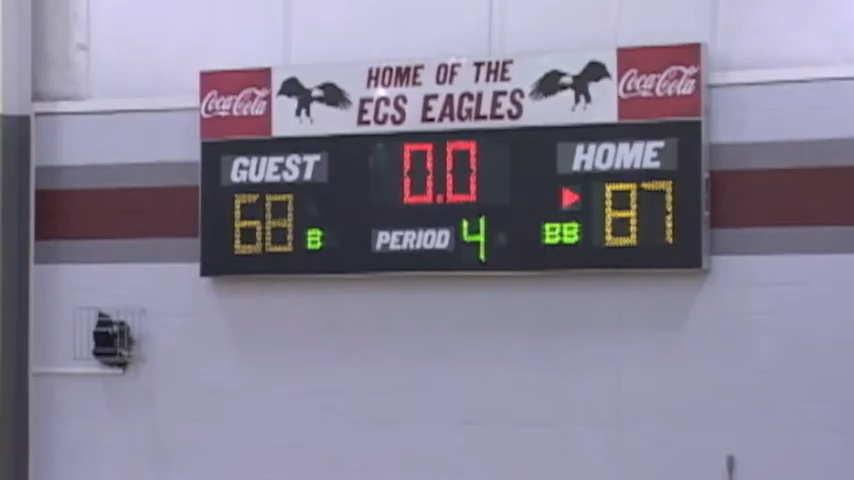 Coca-Cola HOME OF THE Coca-Cola
ECS EAGLES
GUEST 0.0 HOME
68 B PERIOD 4 BB 87